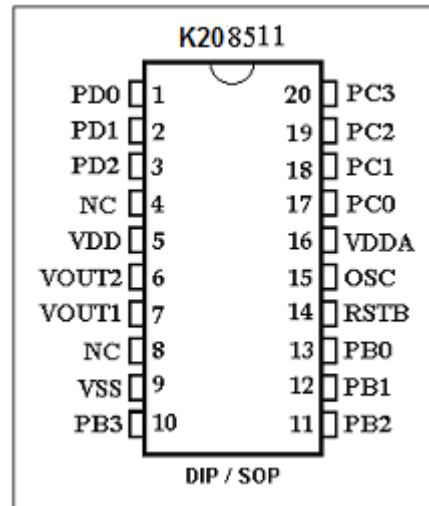 K208511
PD0 1 20 PC3
PD1 2 19 PC2
PD2 3 18 PC1
NC 4 17 PC0
VDD 5 16 VDDA
VOUT2 6 15 OSC
VOUT1 7 14 RSTB
NC 8 13 PB0
VSS 9 12 PB1
PB3 10 11 PB2
DIP / SOP